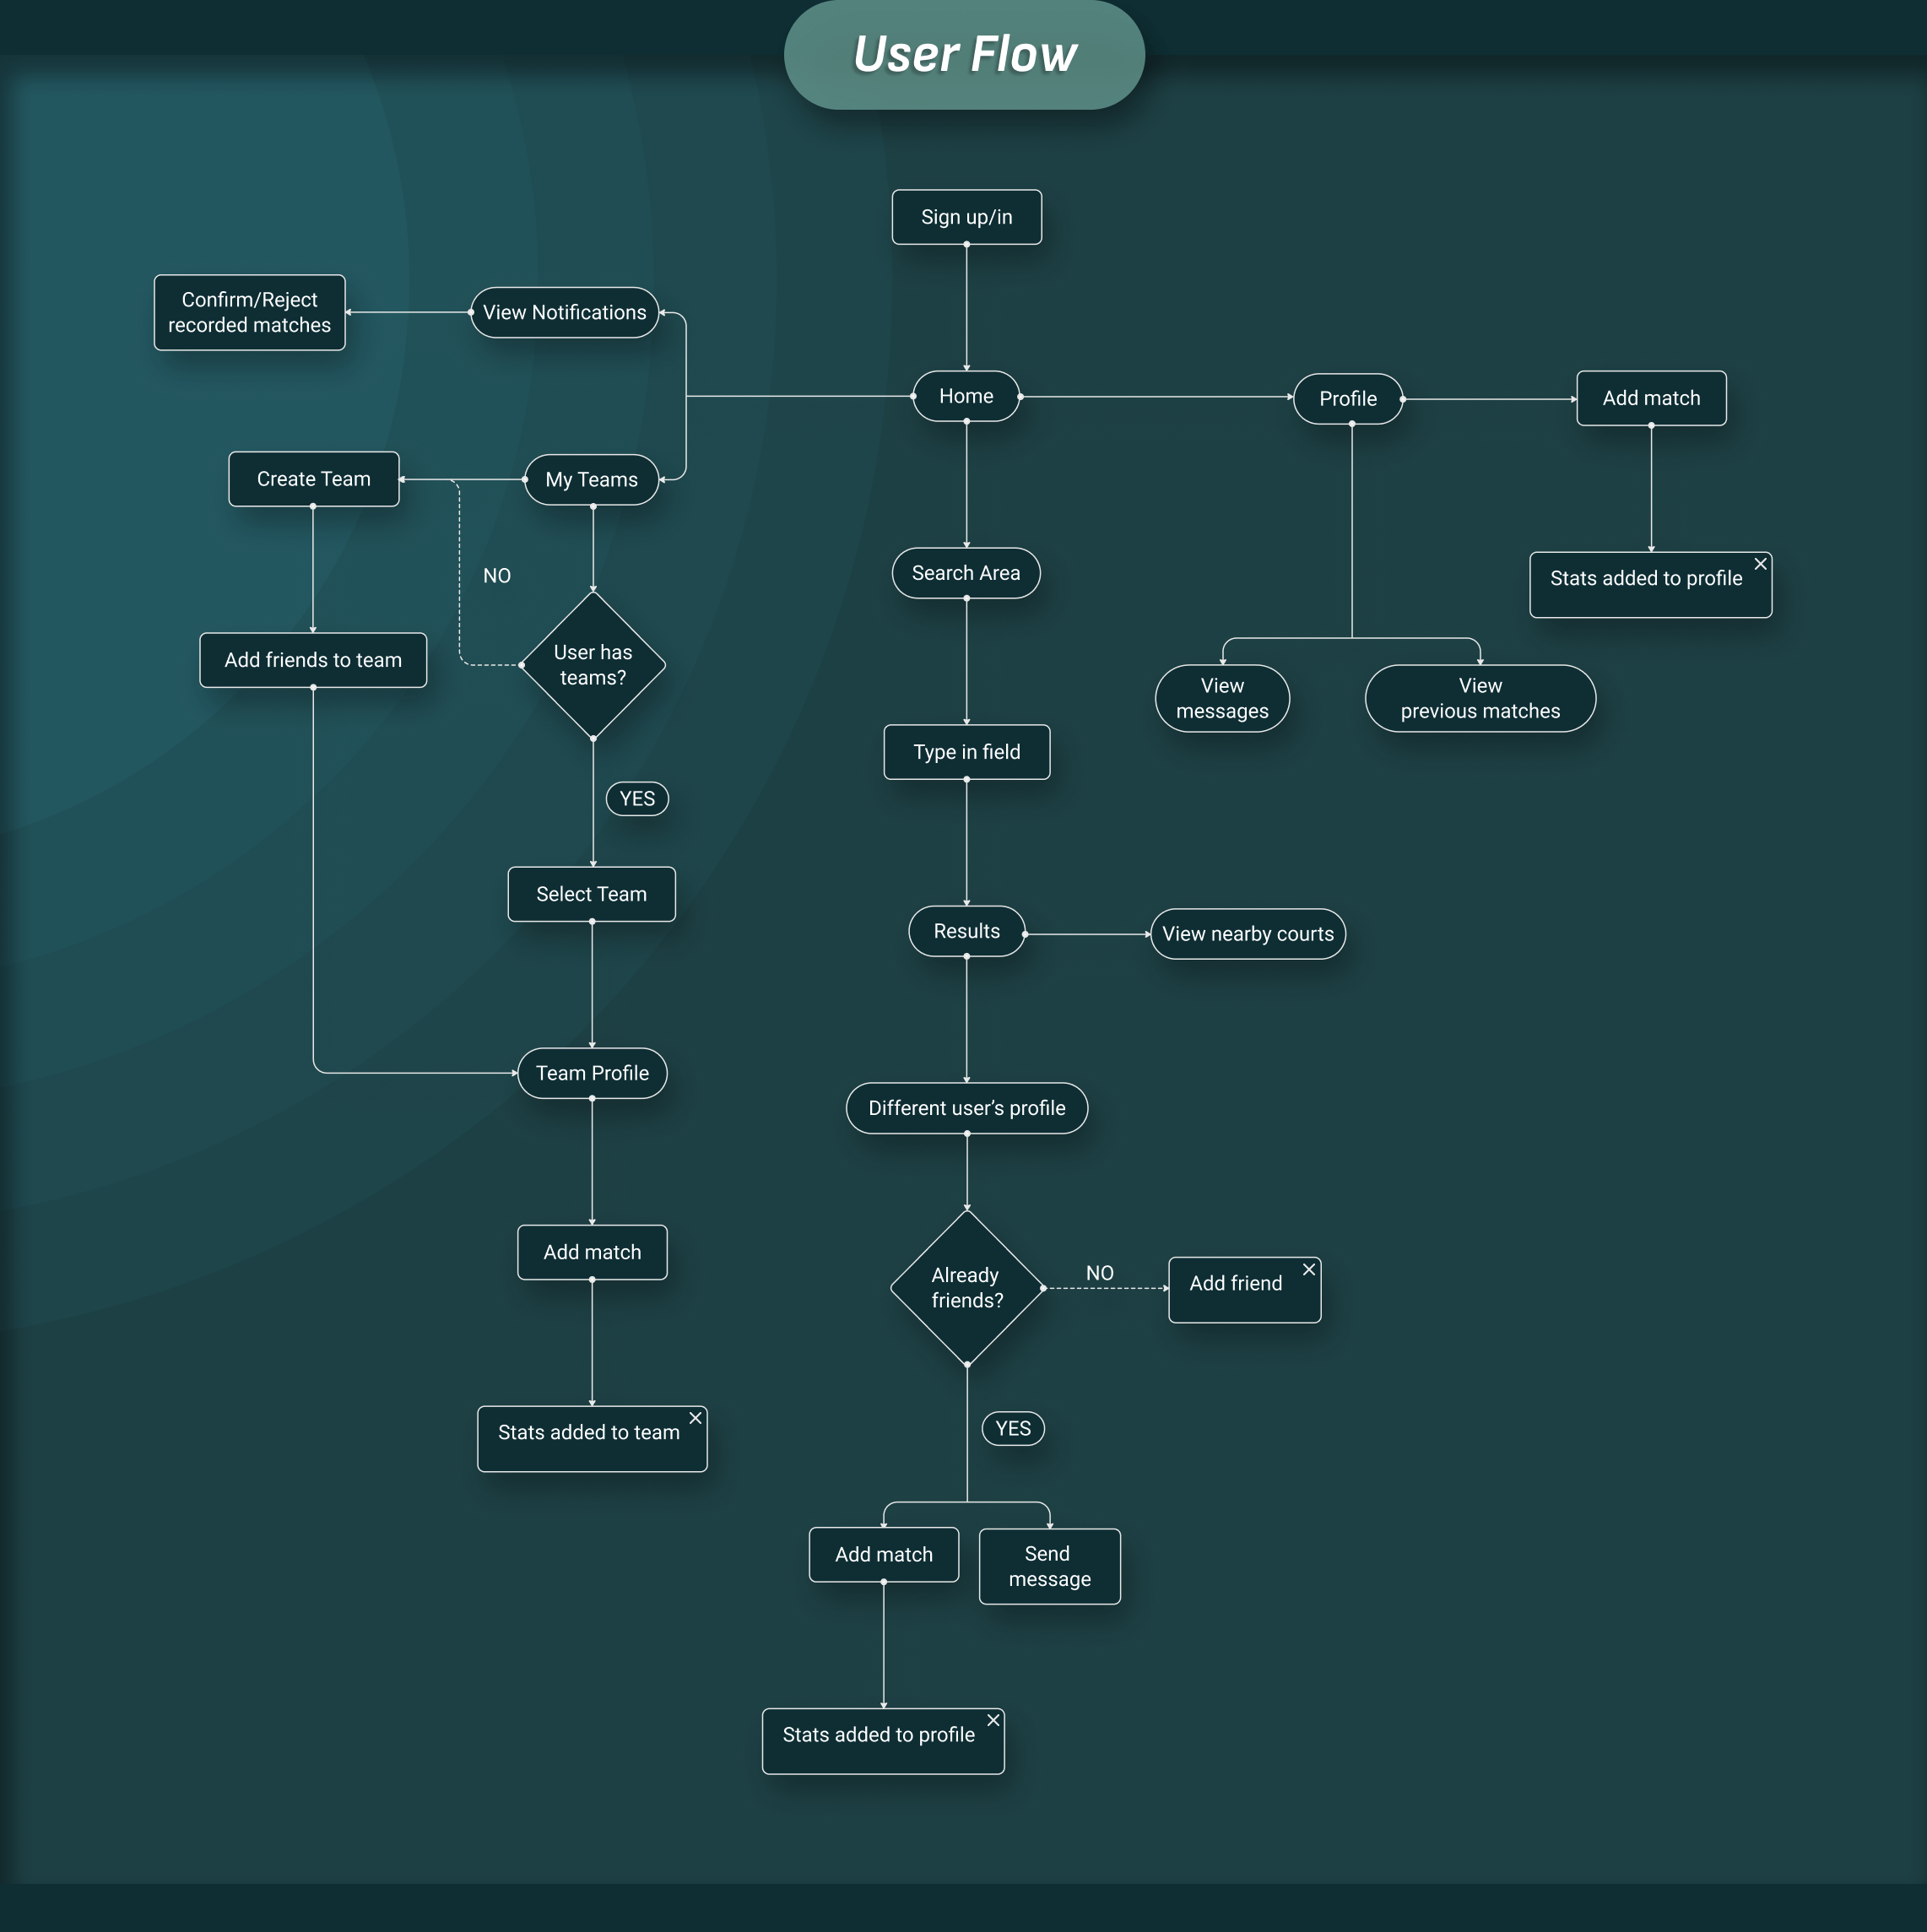 User Flow
Sign up/in
Confirm/Reject
recorded matches
View Notifications
Home
Profile
Add match
Create Team
My Teams
NO
Search Area
Stats added to profile
User has
teams?
Add friends to team
View
messages
View
previous matches
Type in field
YES
Select Team
Results
View nearby courts
Team Profile
Different user’s profile
Add match
Already
friends?
NO
Add friend
Stats added to team
YES
Add match
Send
message
Stats added to profile